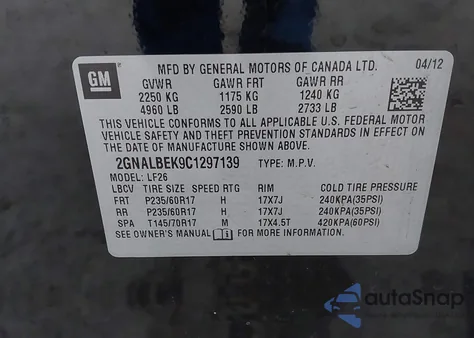 GM
MFD BY GENERAL MOTORS OF CANADA LTD. 04/12
GVWR GAWR FRT GAWR RR
2250 KG 1175 KG 1240 KG
4960 LB 2590 LB 2733 LB
THIS VEHICLE CONFORMS TO ALL APPLICABLE U.S. FEDERAL MOTOR
VEHICLE SAFETY AND THEFT PREVENTION STANDARDS IN EFFECT ON
THE DATE OF MANUFACTURE SHOWN ABOVE.
2GNALBEK9C1297139 TYPE: M.P.V.
MODEL: LF26
LBCV TIRE SIZE SPEED RTG RIM COLD TIRE PRESSURE
FRT P235/60R17 H 17X7J 240KPA(35PSI)
RR P235/60R17 H 17X7J 240KPA(35PSI)
SPA T145/70R17 M 17X4.5T 420KPA(60PSI)
SEE OWNER'S MANUAL FOR MORE INFORMATION.
autoSnap